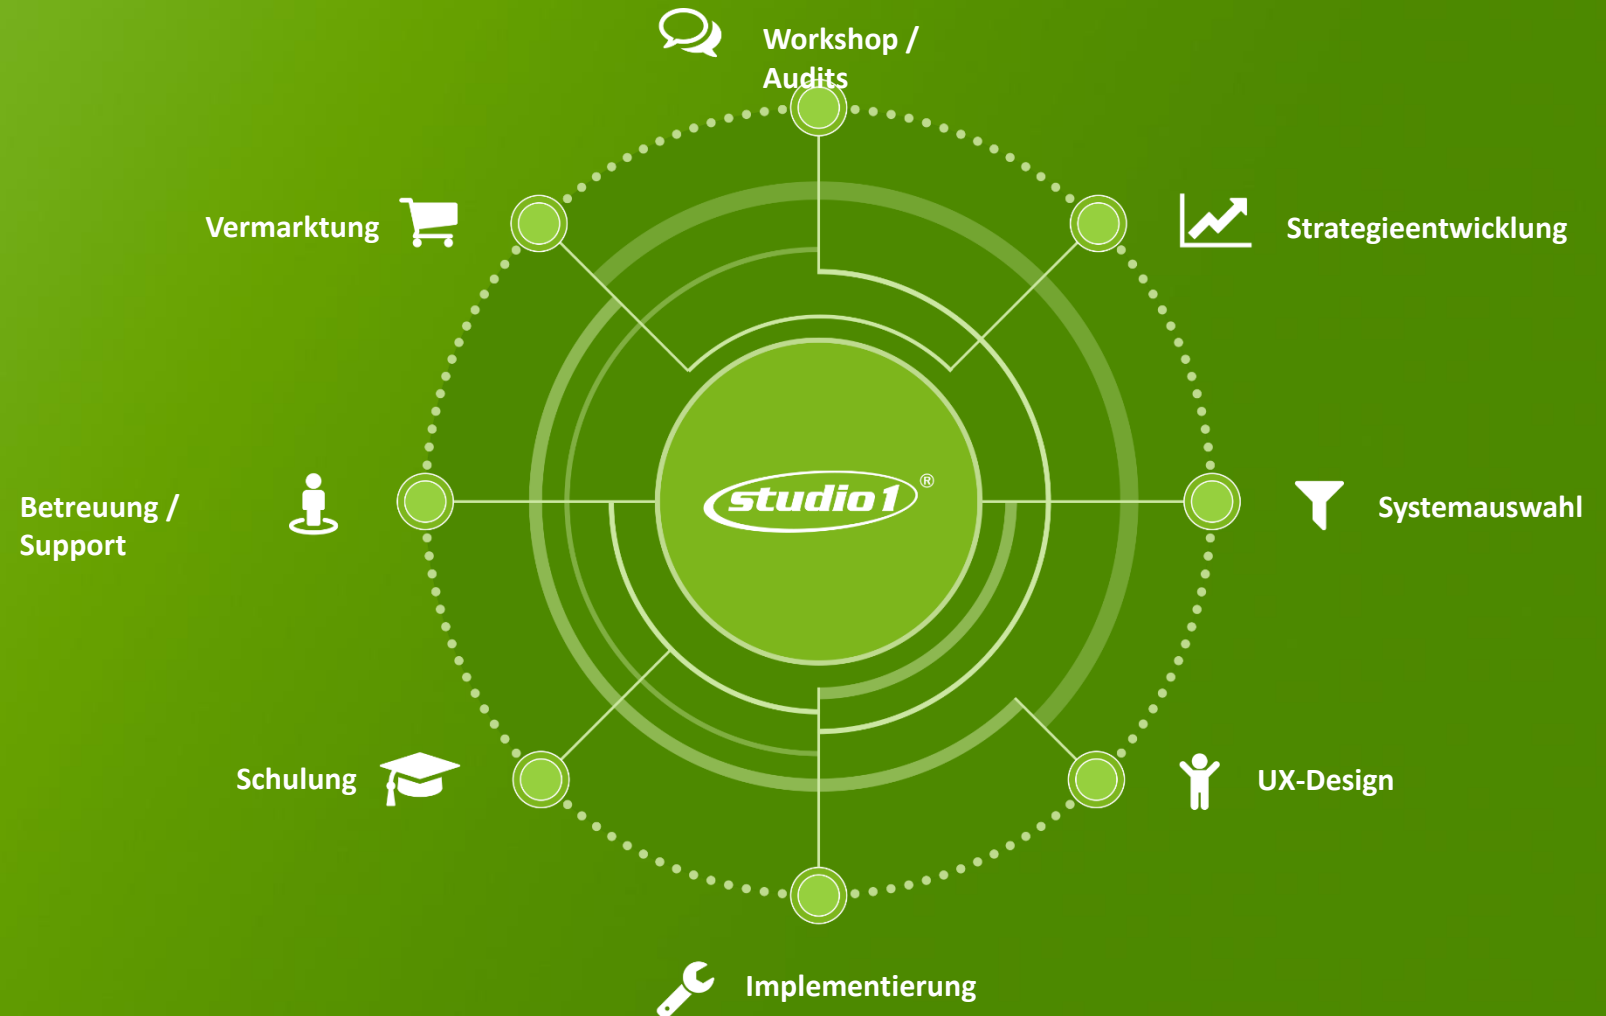 Workshop /
Audits
Vermarktung
Strategieentwicklung
studio1®
Betreuung /
Support
Systemauswahl
Schulung
UX-Design
Implementierung